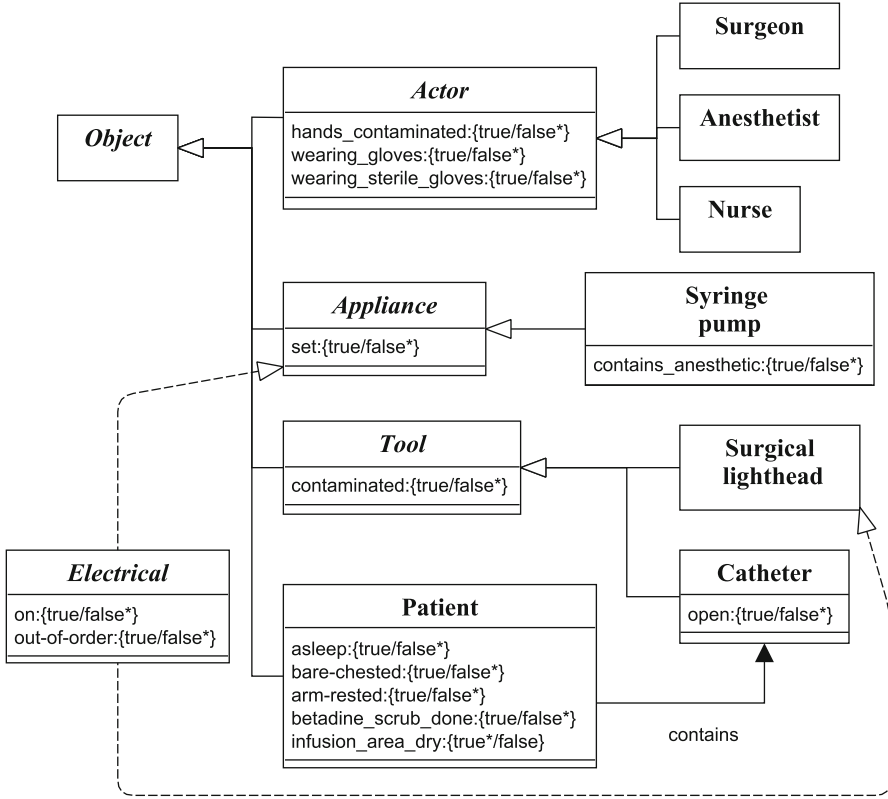 Surgeon
Actor
Object
hands_contaminated:{true/false*}
wearing_gloves:{true/false*}
wearing_sterile_gloves:{true/false*}
Anesthetist
Nurse
Appliance
set:{true/false*}
Syringe
pump
contains_anesthetic:{true/false*}
Tool
contaminated:{true/false*}
Surgical
lighthead
Electrical
on:{true/false*}
out-of-order:{true/false*}
Patient
asleep:{true/false*}
bare-chested:{true/false*}
arm-rested:{true/false*}
betadine_scrub_done:{true/false*}
infusion_area_dry:{true*/false}
Catheter
open:{true/false*}
contains